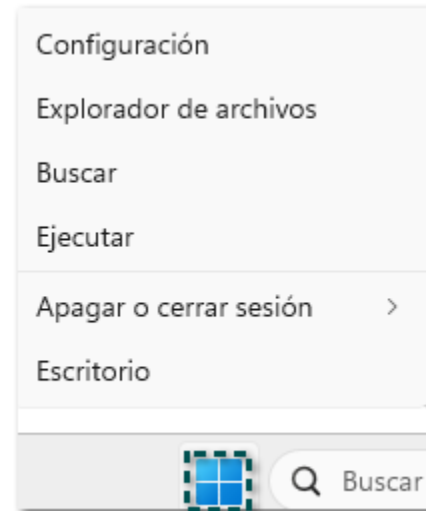 Configuración
Explorador de archivos
Buscar
Ejecutar
Apagar o cerrar sesión
Escritorio
Buscar